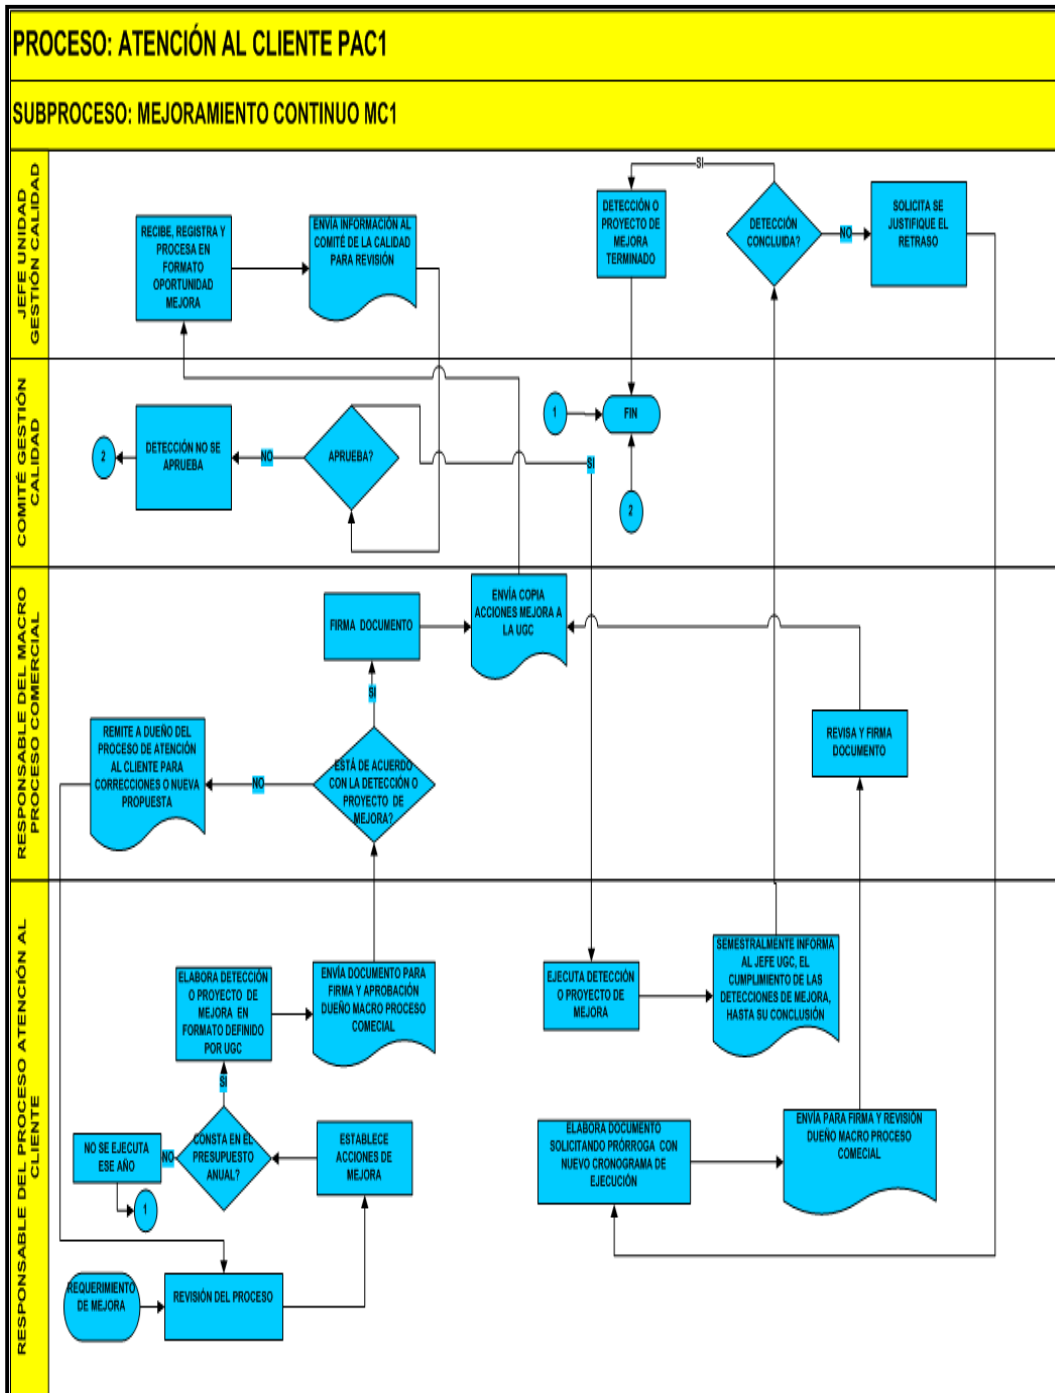 PROCESO: ATENCIÓN AL CLIENTE PAC1
SUBPROCESO: MEJORAMIENTO CONTINUO MC1
JEFE UNIDAD
GESTIÓN CALIDAD
RECIBE, REGISTRA Y
PROCESA EN
FORMATO
OPORTUNIDAD
MEJORA
ENVÍA INFORMACIÓN AL
COMITÉ DE LA CALIDAD
PARA REVISIÓN
DETECCIÓN O
PROYECTO DE
MEJORA
TERMINADO
SI
DETECCIÓN
CONCLUIDA?
NO
SOLICITA SE
JUSTIFIQUE EL
RETRASO
COMITÉ GESTIÓN
CALIDAD
2
DETECCIÓN NO SE
APRUEBA
NO
APRUEBA?
SI
1
FIN
2
RESPONSABLE DEL MACRO
PROCESO COMERCIAL
FIRMA DOCUMENTO
ENVÍA COPIA
ACCIONES MEJORA A
LA UGC
SI
REMITE A DUEÑO DEL
PROCESO DE ATENCIÓN
AL CLIENTE PARA
CORRECCIONES O NUEVA
PROPUESTA
NO
ESTÁ DE ACUERDO
CON LA DETECCIÓN O
PROYECTO DE
MEJORA?
REVISA Y FIRMA
DOCUMENTO
RESPONSABLE DEL PROCESO ATENCIÓN AL
CLIENTE
ELABORA DETECCIÓN
O PROYECTO DE
MEJORA EN
FORMATO DEFINIDO
POR UGC
ENVÍA DOCUMENTO PARA
FIRMA Y APROBACIÓN
DUEÑO MACRO PROCESO
COMECIAL
EJECUTA DETECCIÓN
O PROYECTO DE
MEJORA
SEMESTRALMENTE INFORMA
AL JEFE UGC, EL
CUMPLIMIENTO DE LAS
DETECCIONES DE MEJORA,
HASTA SU CONCLUSIÓN
SI
NO SE EJECUTA
ESE AÑO
NO
CONSTA EN EL
PRESUPUESTO
ANUAL?
ESTABLECE
ACCIONES DE
MEJORA
1
ELABORA DOCUMENTO
SOLICITANDO PRÓRROGA CON
NUEVO CRONOGRAMA DE
EJECUCIÓN
ENVÍA PARA FIRMA Y REVISIÓN
DUEÑO MACRO PROCESO
COMECIAL
REQUERIMIENTO
DE MEJORA
REVISIÓN DEL PROCESO